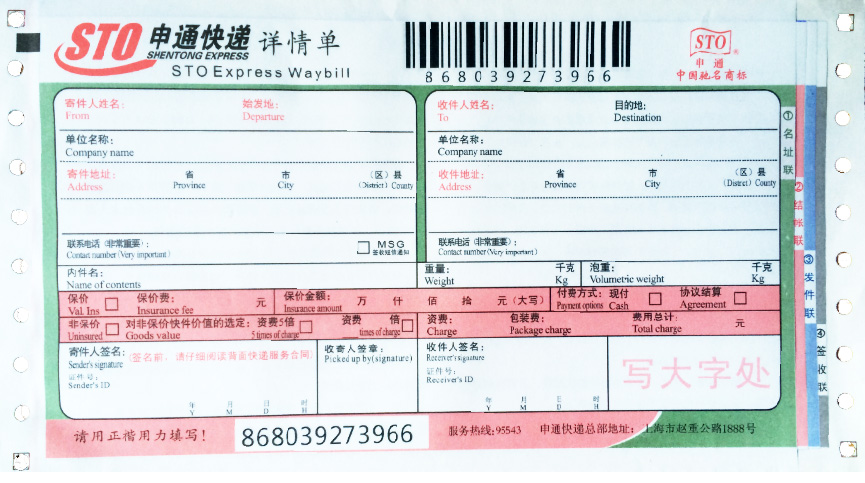 STO 申通快递 详情单
SHENTONG EXPRESS
STO Express Waybill
868039273966
STO
申通
中国驰名商标
寄件人姓名： 始发地：
From Departure
收件人姓名： 目的地：
To Destination
单位名称：
Company name
单位名称：
Company name
寄件地址： 省 市 （区）县
Address Province City (District) County
收件地址： 省 市 （区）县
Address Province City (District) County
联系电话（非常重要）： MSG
Contact number (Very important) 签收短信通知
联系电话（非常重要）：
Contact number (Very important)
内件名：
Name of contents
重量： 千克 泡重： 千克
Weight Kg Volumetric weight Kg
保价 保价费： 元 保价金额： 万 仟 佰 拾 元（大写） 付费方式：现付 协议结算
Val. Ins Insurance fee Insurance amount Payment options Cash Agreement
非保价 对非保价快件价值的选定：资费5倍 资费 倍 资费： 包装费： 费用总计： 元
Uninsured Goods value 5 times of charge times of charge Charge Package charge Total charge
寄件人签名：(签名前，请仔细阅读背面快递服务合同)
Sender's signature
证件号：
Sender's ID
年 月 日 时
Y M D H
收寄人签章：
Picked up by(signature)
收件人签名：
Receiver's signature
证件号：
Receiver's ID
年 月 日 时
Y M D H
写大字处
①名址联
②结账联
③发件联
④签收联
请用正楷用力填写！ 868039273966 服务热线：95543 申通快递总部地址：上海市赵重公路1888号